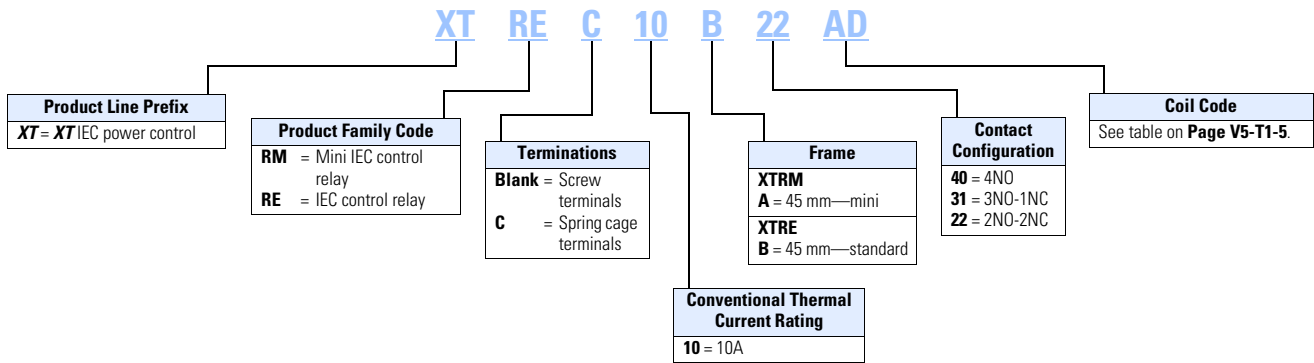 XT RE C 10 B 22 AD
Product Line Prefix
XT = XT IEC power control
Product Family Code
RM = Mini IEC control
relay
RE = IEC control relay
Terminations
Blank = Screw
terminals
C = Spring cage
terminals
Conventional Thermal
Current Rating
10 = 10A
Frame
XTRM
A = 45 mm—mini
XTRE
B = 45 mm—standard
Contact
Configuration
40 = 4NO
31 = 3NO-1NC
22 = 2NO-2NC
Coil Code
See table on Page V5-T1-5.